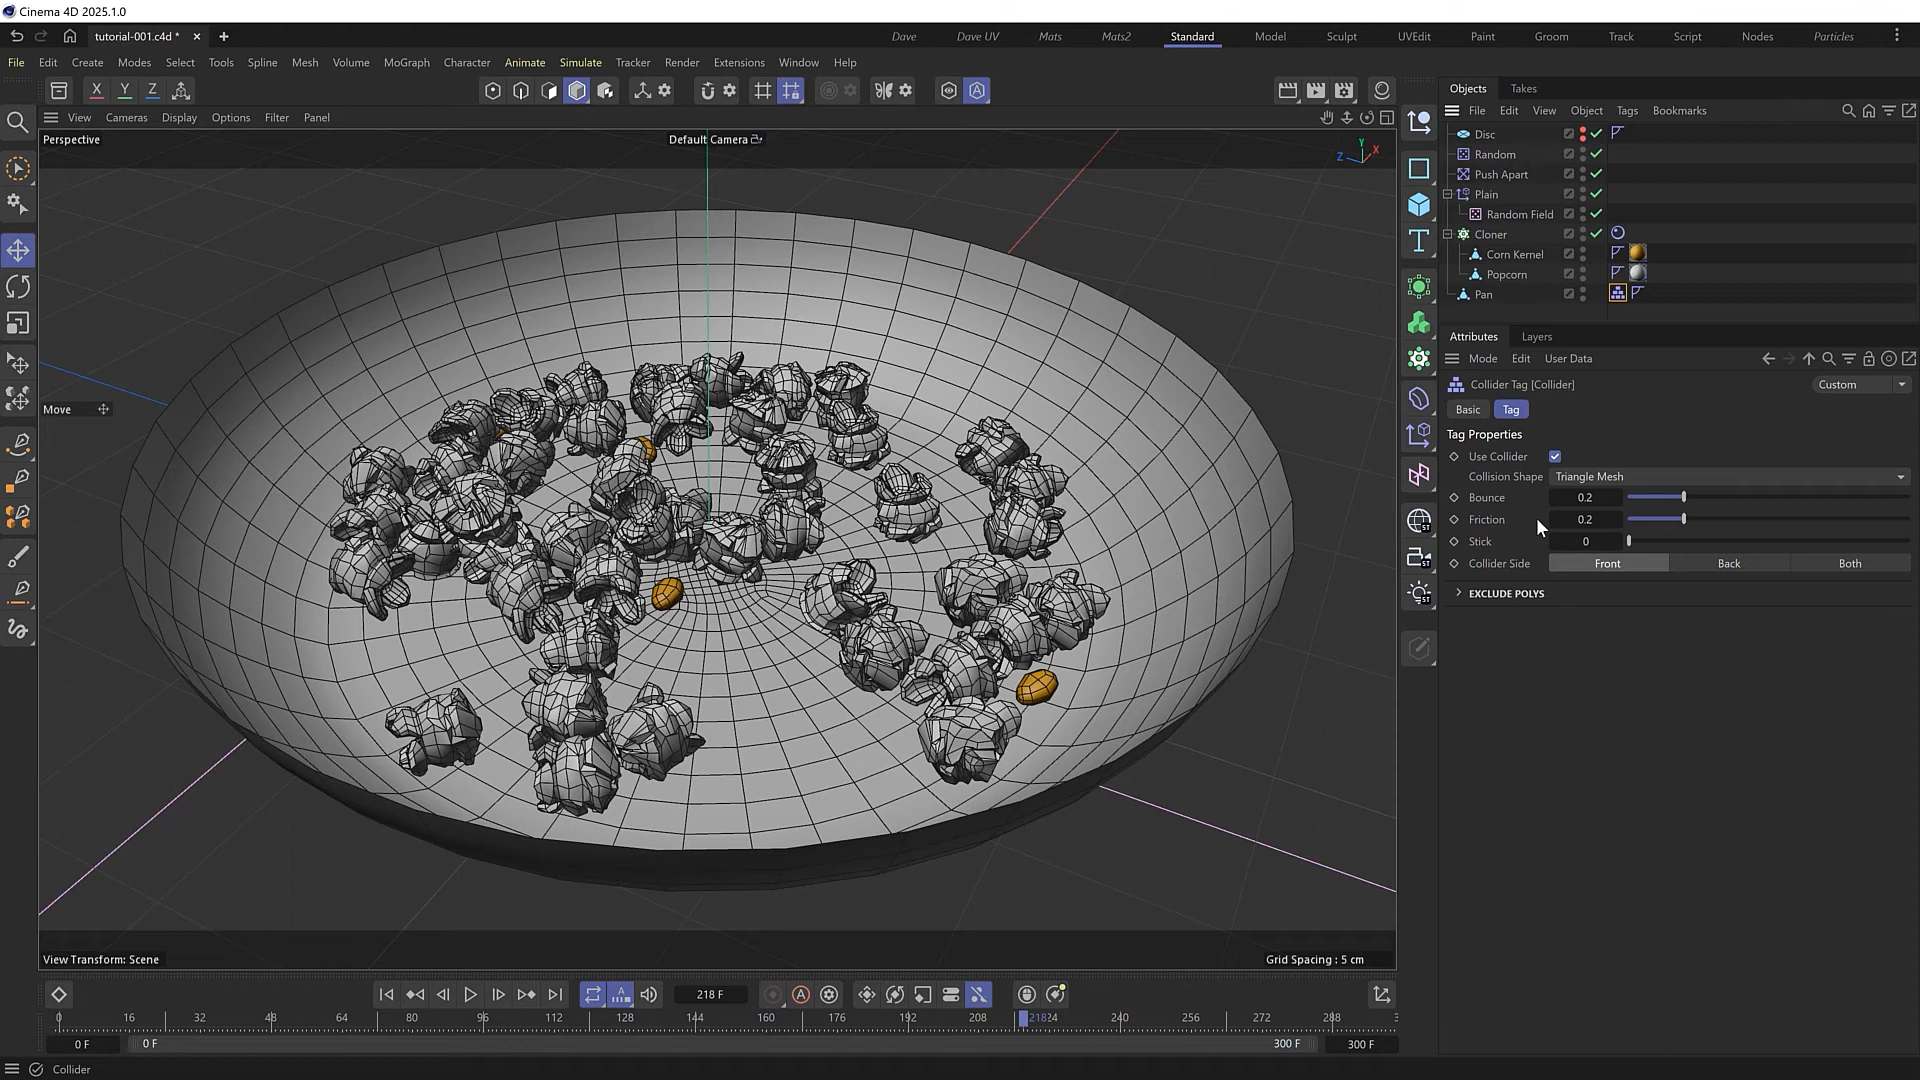 Cinema 4D 2025.1.0
tutorial-001.c4d *
Dave
Dave UV
Mats
Mats2
Standard
Model
Sculpt
UVEdit
Paint
Groom
Track
Script
Nodes
Particles
File Edit Create Modes Select Tools Spline Mesh Volume MoGraph Character Animate Simulate Tracker Render Extensions Window Help
X Y Z
View Cameras Display Options Filter Panel
Perspective
Default Camera
Y
Z
X
Move
View Transform: Scene
Grid Spacing : 5 cm
Objects Takes
File Edit View Object Tags Bookmarks
Disc
Random
Push Apart
Plain
Random Field
Cloner
Corn Kernel
Popcorn
Pan
Attributes Layers
Mode Edit User Data
Collider Tag [Collider]
Custom
Basic Tag
Tag Properties
Use Collider
Collision Shape Triangle Mesh
Bounce 0.2
Friction 0.2
Stick 0
Collider Side Front Back Both
EXCLUDE POLYS
218 F
0 16 32 48 64 80 96 112 128 144 160 176 192 208 21824 240 256 272 288 3
0 F 0 F 300 F 300 F
Collider